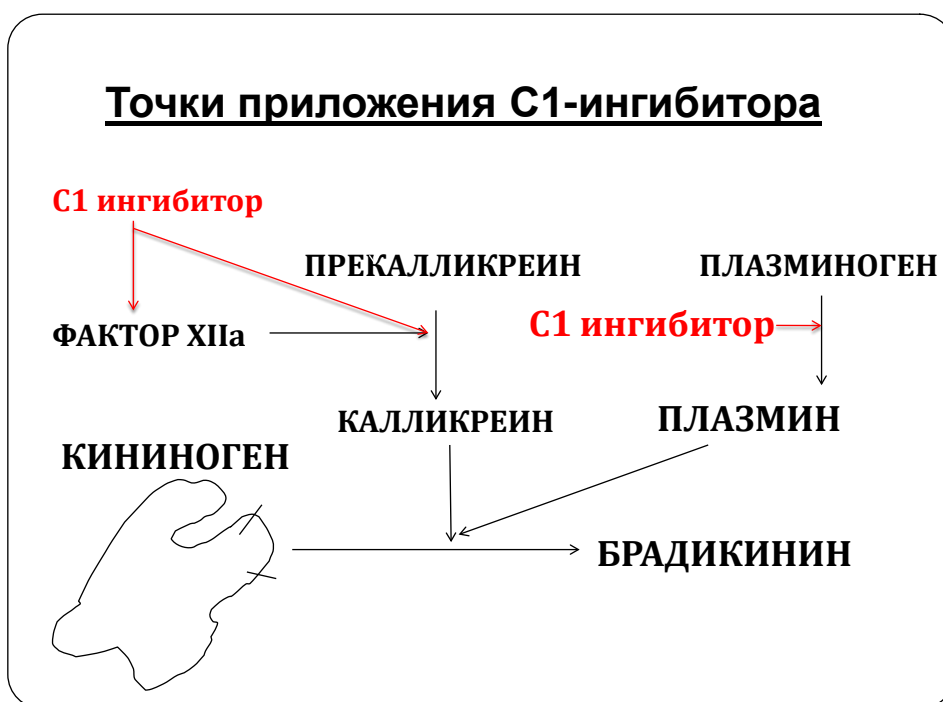 Точки приложения С1-ингибитора
С1 ингибитор
ПРЕКАЛЛИКРЕИН
ПЛАЗМИНОГЕН
ФАКТОР XIIa
С1 ингибитор
КАЛЛИКРЕИН
ПЛАЗМИН
КИНИНОГЕН
БРАДИКИНИН